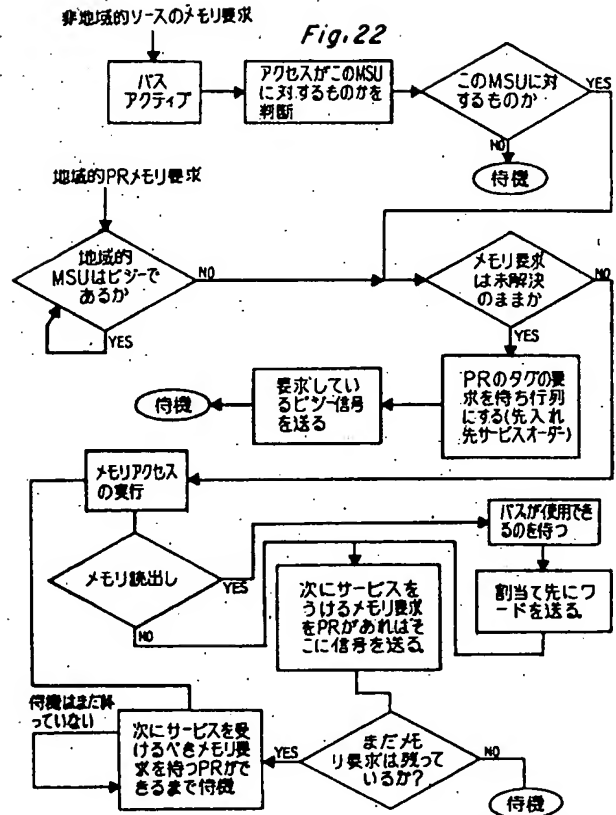 非地域的ソースのメモリ要求
Fig.22
バス
アクティブ
アクセスがこのMSU
に対するものかを
判断
このMSUに対
するものか
YES
NO
待機
地域的PRメモリ要求
地域的
MSUはビジーで
あるか
NO
YES
メモリ要求
は未解決
のままか
NO
YES
PRのタグの要
求を待ち行列
にする(先入れ
先サービスオーダー)
要求してい
るビジー信号
を送る
待機
メモリアクセス
の実行
メモリ読出し
YES
NO
バスが使用でき
るのを待つ
割当て先にワ
ードを送る.
次にサービスを
うけるメモリ要求
をPRがあればそ
こに信号を送る.
待機はまだ終
っていない
次にサービスを受
けるべきメモリ要
求を持つPRがで
きるまで待機
YES
まだメモ
リ要求は残って
いるか?
NO
待機